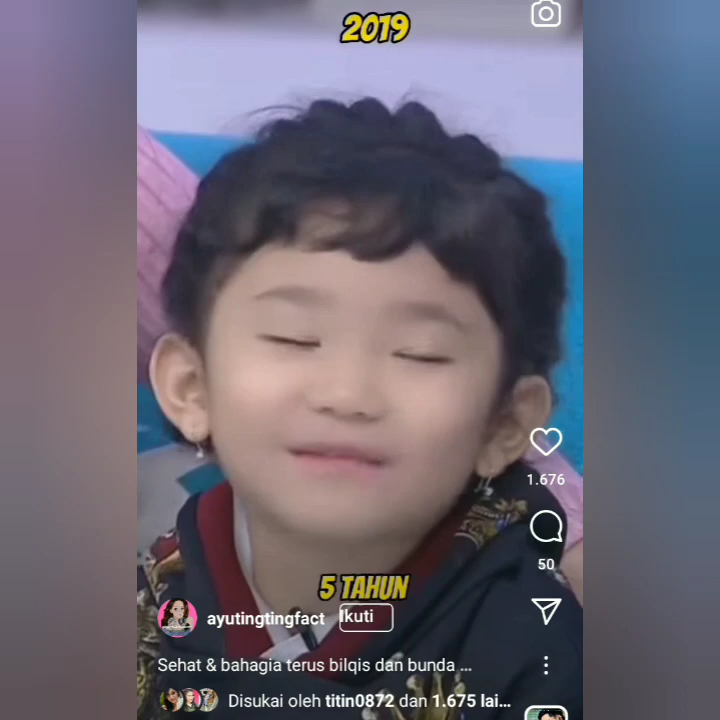 2019
1.676
50
5 TAHUN
ayutingtingfact Ikuti
Sehat & bahagia terus bilqis dan bunda ...
Disukai oleh titin0872 dan 1.675 lai...